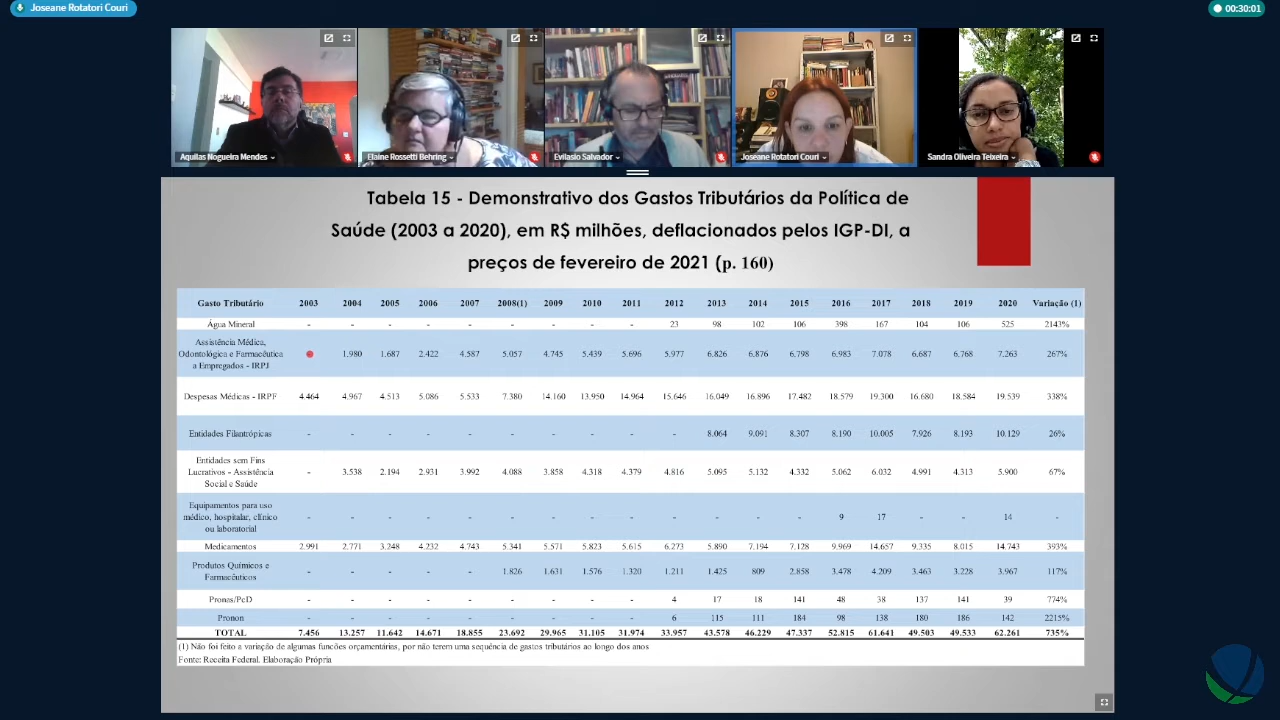 Joseane Rotatori Couri
00:30:01
Aquilas Nogueira Mendes
Elaine Rossetti Behring
Evilasio Salvador
Joseane Rotatori Couri
Sandra Oliveira Teixeira
Tabela 15 - Demonstrativo dos Gastos Tributários da Política de
Saúde (2003 a 2020), em R$ milhões, deflacionados pelos IGP-DI, a
preços de fevereiro de 2021 (p. 160)
Gasto Tributário 2003 2004 2005 2006 2007 2008(1) 2009 2010 2011 2012 2013 2014 2015 2016 2017 2018 2019 2020 Variação (1)
Água Mineral - - - - - - - - - 23 98 102 106 398 167 104 106 525 2143%
Assistência Médica,
Odontológica e Farmacêutica 1.980 1.687 2.422 4.587 5.057 4.745 5.439 5.696 5.977 6.826 6.876 6.798 6.983 7.078 6.687 6.768 7.263 267%
a Empregados - IRPJ
Despesas Médicas - IRPF 4.464 4.967 4.513 5.086 5.533 7.380 14.160 13.950 14.964 15.646 16.049 16.896 17.482 18.579 19.300 16.680 18.584 19.539 338%
Entidades Filantrópicas - - - - - - - - - - 8.064 9.091 8.307 8.190 10.005 7.926 8.193 10.129 26%
Entidades sem Fins
Lucrativos - Assistência - 3.538 2.194 2.931 3.992 4.088 3.858 4.318 4.379 4.816 5.095 5.132 4.332 5.062 6.032 4.991 4.313 5.900 67%
Social e Saúde
Equipamentos para uso
médico, hospitalar, clínico - - - - - - - - - - - - - 9 17 - - 14 -
ou laboratorial
Medicamentos 2.991 2.771 3.248 4.232 4.743 5.341 5.571 5.823 5.615 6.273 5.890 7.194 7.128 9.969 14.657 9.335 8.015 14.743 393%
Produtos Químicos e
Farmacêuticos - - - - - 1.826 1.631 1.576 1.320 1.211 1.425 809 2.858 3.478 4.209 3.463 3.228 3.967 117%
Pronas/PcD - - - - - - - - - 4 17 18 141 48 38 137 141 39 774%
Pronon - - - - - - - - - 6 115 111 184 98 138 180 186 142 2215%
TOTAL 7.456 13.257 11.642 14.671 18.855 23.692 29.965 31.105 31.974 33.957 43.578 46.229 47.337 52.815 61.641 49.503 49.533 62.261 735%
(1) Não foi feito a variação de algumas funcões orçamentárias, por não terem uma sequência de gastos tributários ao longo dos anos
Fonte: Receita Federal. Elaboração Própria